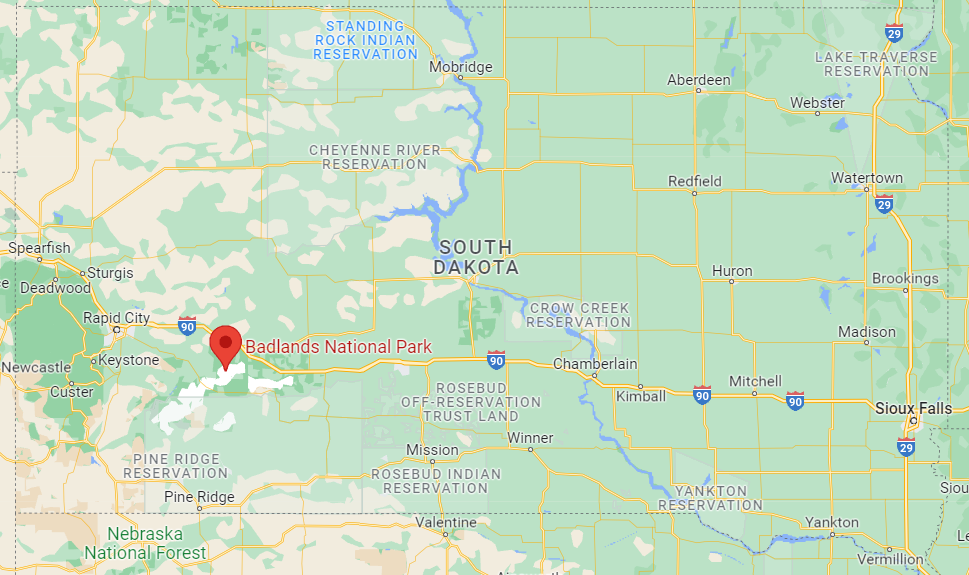 STANDING
ROCK INDIAN
RESERVATION
29
LAKE TRAVERSE
RESERVATION
Mobridge
Aberdeen
Webster
CHEYENNE RIVER
RESERVATION
Redfield
Watertown
29
Spearfish
SOUTH
DAKOTA
Sturgis
Deadwood
Huron
Brookings
Rapid City
90
CROW CREEK
RESERVATION
Madison
Badlands National Park
Newcastle
Keystone
90
Chamberlain
Custer
ROSEBUD
OFF-RESERVATION
TRUST LAND
Kimball
90
Mitchell
90
Sioux Falls
29
Mission
Winner
PINE RIDGE
RESERVATION
ROSEBUD INDIAN
RESERVATION
Pine Ridge
YANKTON
RESERVATION
Siou
Valentine
Yankton
Nebraska
National Forest
Vermillion
Le